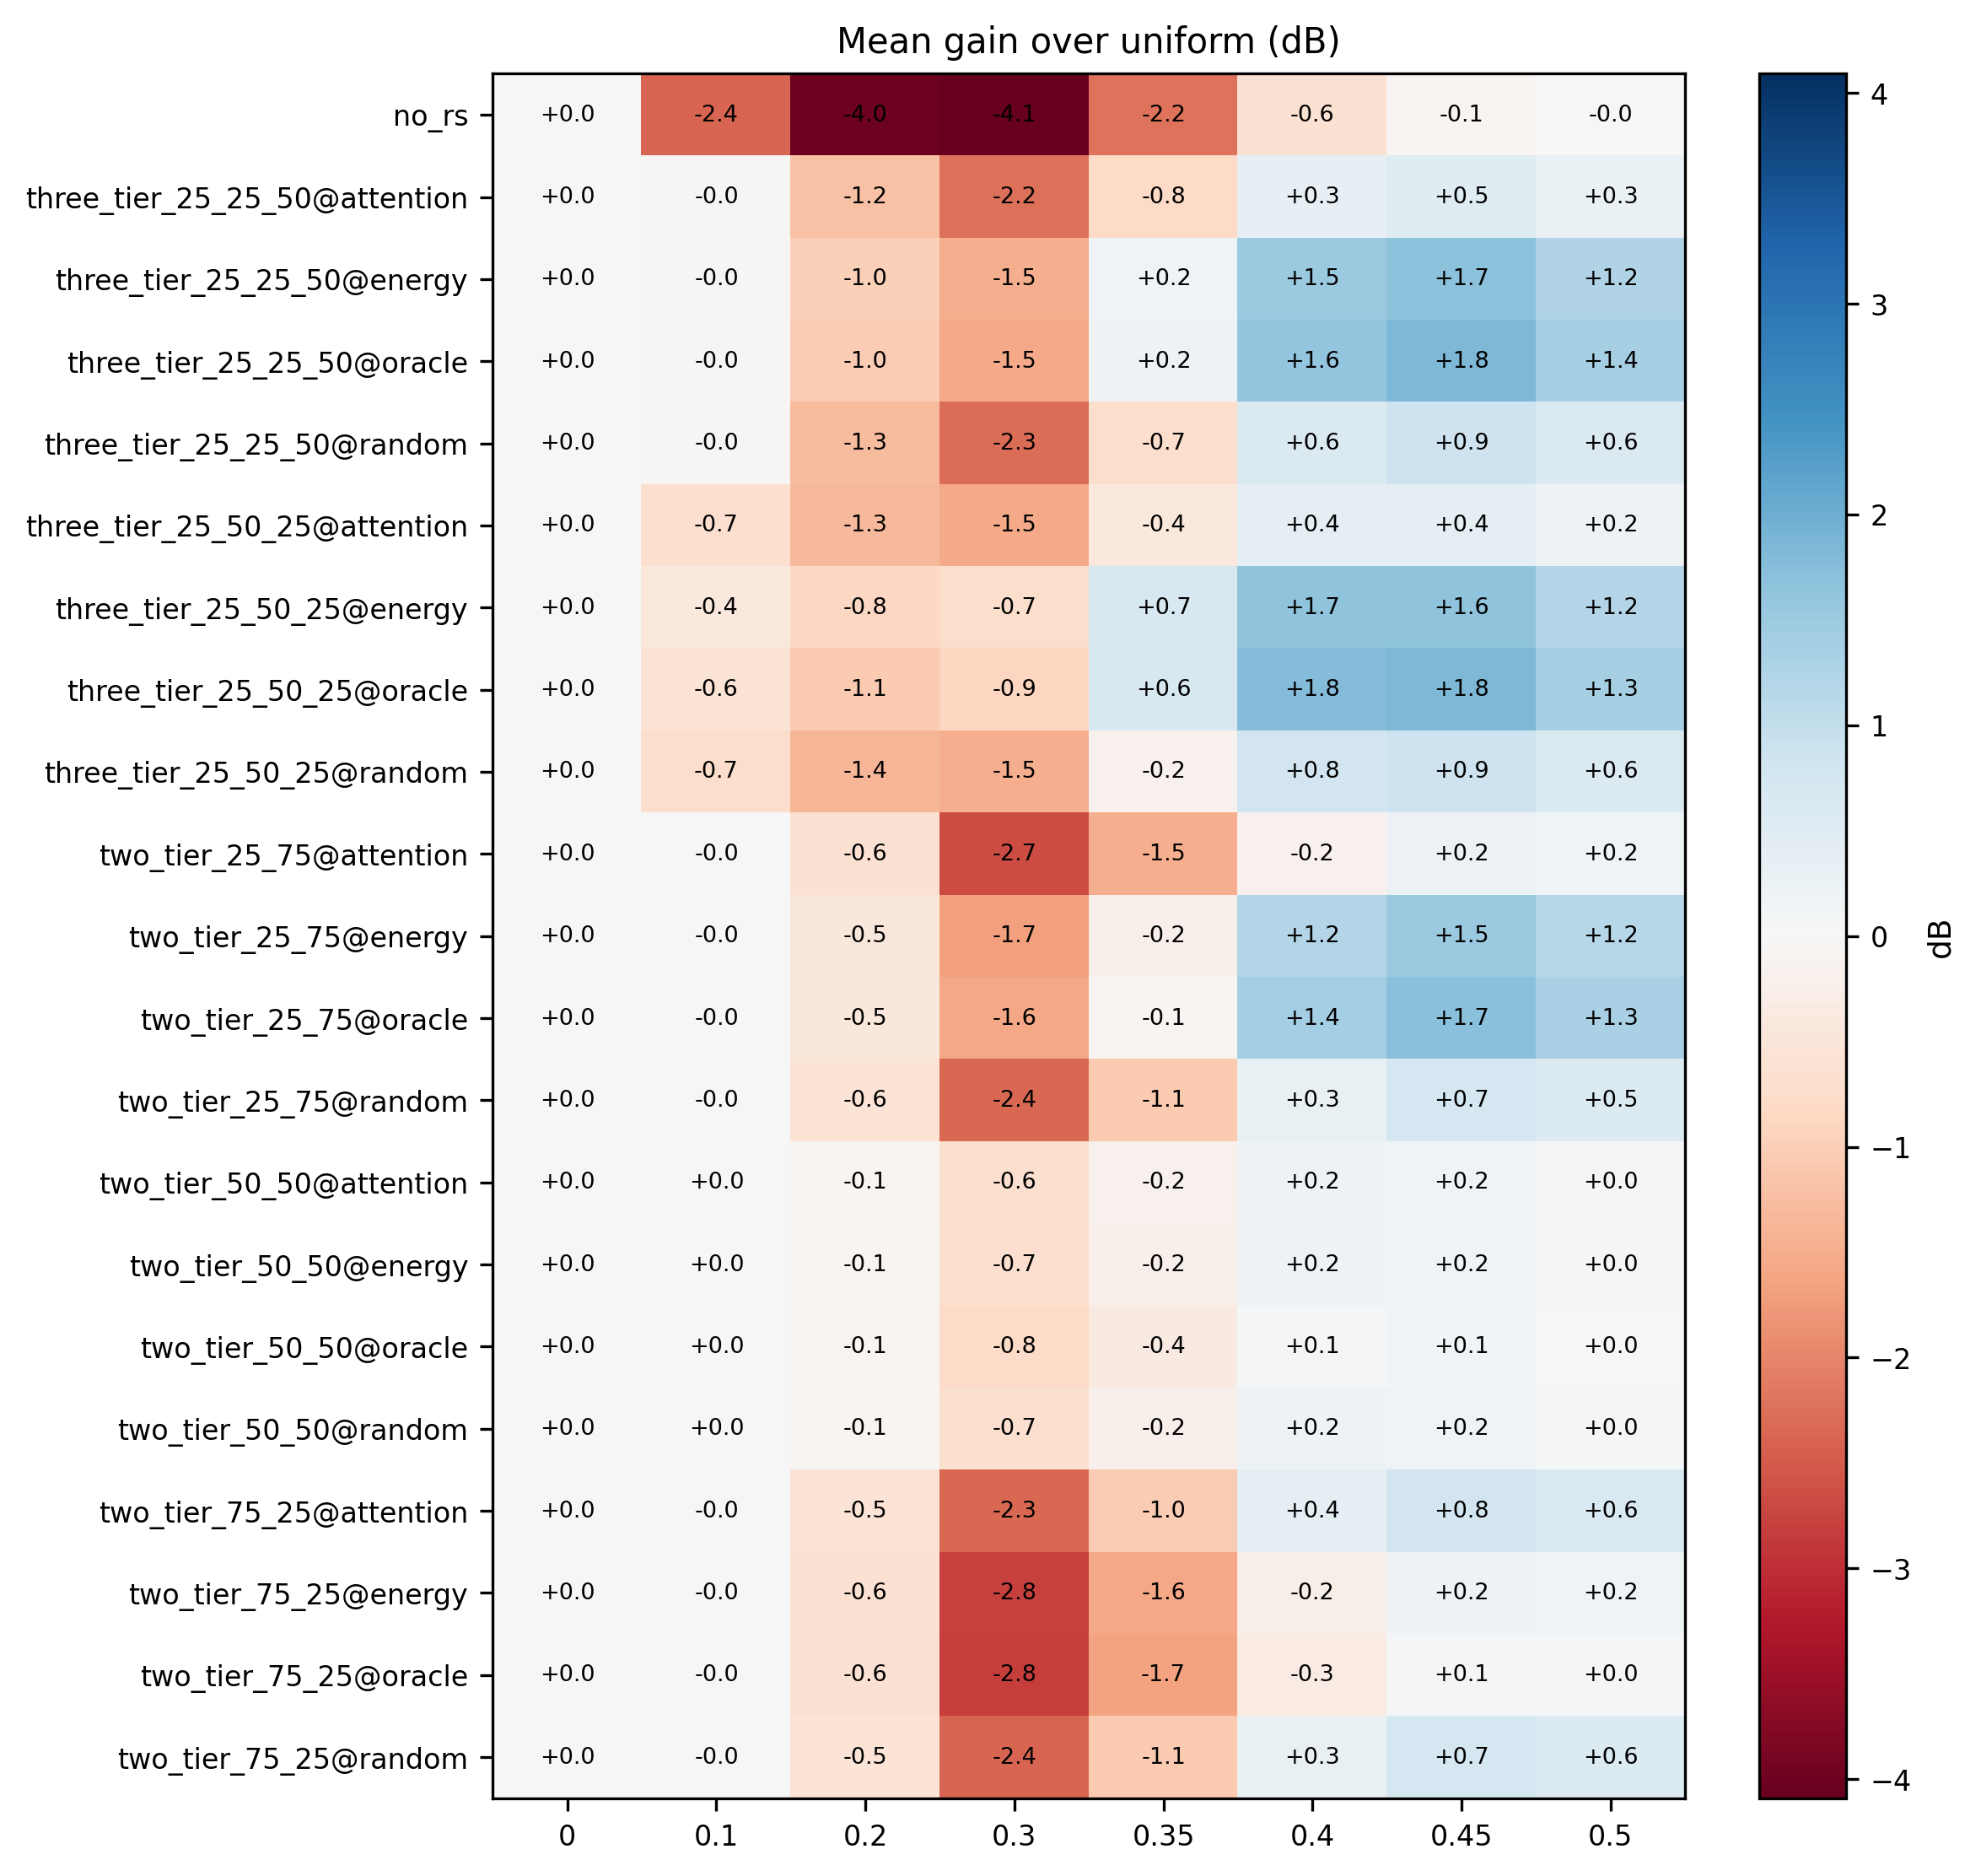 Mean gain over uniform (dB)
no_rs +0.0 -2.4 -4.0 -4.1 -2.2 -0.6 -0.1 -0.0
three_tier_25_25_50@attention +0.0 -0.0 -1.2 -2.2 -0.8 +0.3 +0.5 +0.3
three_tier_25_25_50@energy +0.0 -0.0 -1.0 -1.5 +0.2 +1.5 +1.7 +1.2
three_tier_25_25_50@oracle +0.0 -0.0 -1.0 -1.5 +0.2 +1.6 +1.8 +1.4
three_tier_25_25_50@random +0.0 -0.0 -1.3 -2.3 -0.7 +0.6 +0.9 +0.6
three_tier_25_50_25@attention +0.0 -0.7 -1.3 -1.5 -0.4 +0.4 +0.4 +0.2
three_tier_25_50_25@energy +0.0 -0.4 -0.8 -0.7 +0.7 +1.7 +1.6 +1.2
three_tier_25_50_25@oracle +0.0 -0.6 -1.1 -0.9 +0.6 +1.8 +1.8 +1.3
three_tier_25_50_25@random +0.0 -0.7 -1.4 -1.5 -0.2 +0.8 +0.9 +0.6
two_tier_25_75@attention +0.0 -0.0 -0.6 -2.7 -1.5 -0.2 +0.2 +0.2
two_tier_25_75@energy +0.0 -0.0 -0.5 -1.7 -0.2 +1.2 +1.5 +1.2
two_tier_25_75@oracle +0.0 -0.0 -0.5 -1.6 -0.1 +1.4 +1.7 +1.3
two_tier_25_75@random +0.0 -0.0 -0.6 -2.4 -1.1 +0.3 +0.7 +0.5
two_tier_50_50@attention +0.0 +0.0 -0.1 -0.6 -0.2 +0.2 +0.2 +0.0
two_tier_50_50@energy +0.0 +0.0 -0.1 -0.7 -0.2 +0.2 +0.2 +0.0
two_tier_50_50@oracle +0.0 +0.0 -0.1 -0.8 -0.4 +0.1 +0.1 +0.0
two_tier_50_50@random +0.0 +0.0 -0.1 -0.7 -0.2 +0.2 +0.2 +0.0
two_tier_75_25@attention +0.0 -0.0 -0.5 -2.3 -1.0 +0.4 +0.8 +0.6
two_tier_75_25@energy +0.0 -0.0 -0.6 -2.8 -1.6 -0.2 +0.2 +0.2
two_tier_75_25@oracle +0.0 -0.0 -0.6 -2.8 -1.7 -0.3 +0.1 +0.0
two_tier_75_25@random +0.0 -0.0 -0.5 -2.4 -1.1 +0.3 +0.7 +0.6
0 0.1 0.2 0.3 0.35 0.4 0.45 0.5
4
3
2
1
0
−1
−2
−3
−4
dB